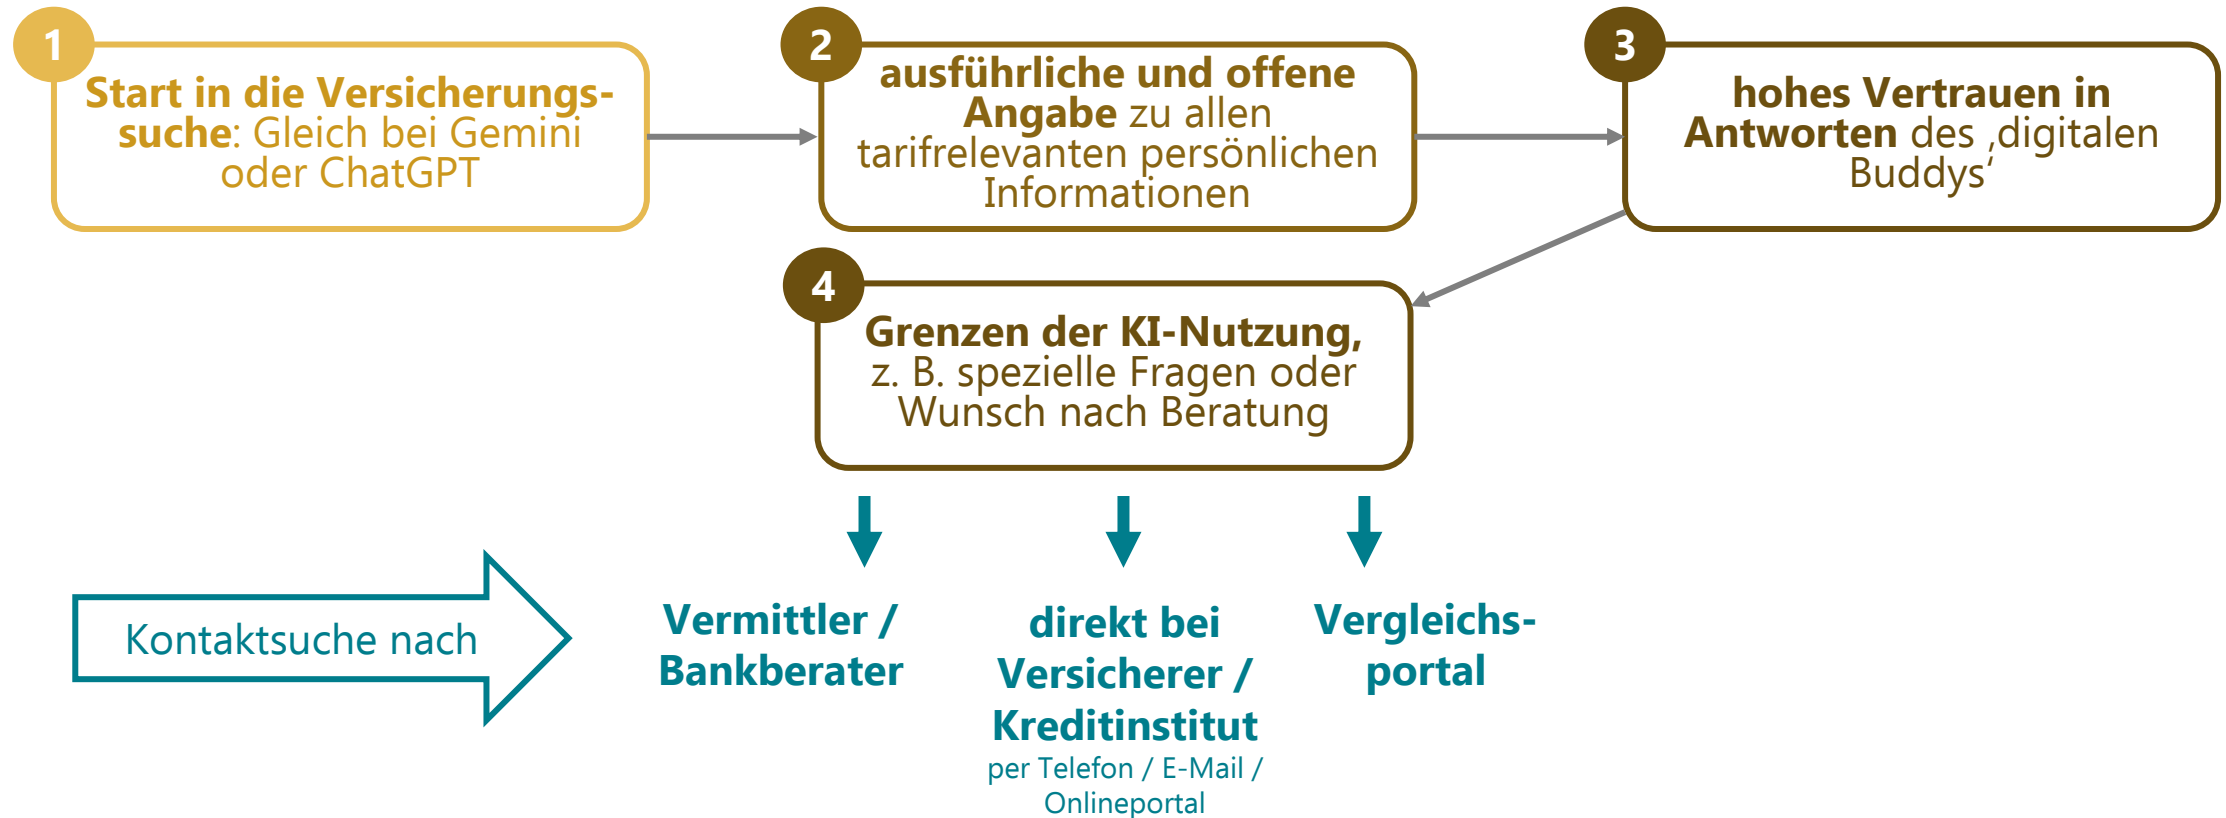 1
Start in die Versicherungs-
suche: Gleich bei Gemini
oder ChatGPT
2
ausführliche und offene
Angabe zu allen
tarifrelevanten persönlichen
Informationen
3
hohes Vertrauen in
Antworten des ‚digitalen
Buddys‘
4
Grenzen der KI-Nutzung,
z. B. spezielle Fragen oder
Wunsch nach Beratung
Kontaktsuche nach
Vermittler /
Bankberater
direkt bei
Versicherer /
Kreditinstitut
per Telefon / E-Mail /
Onlineportal
Vergleichs-
portal